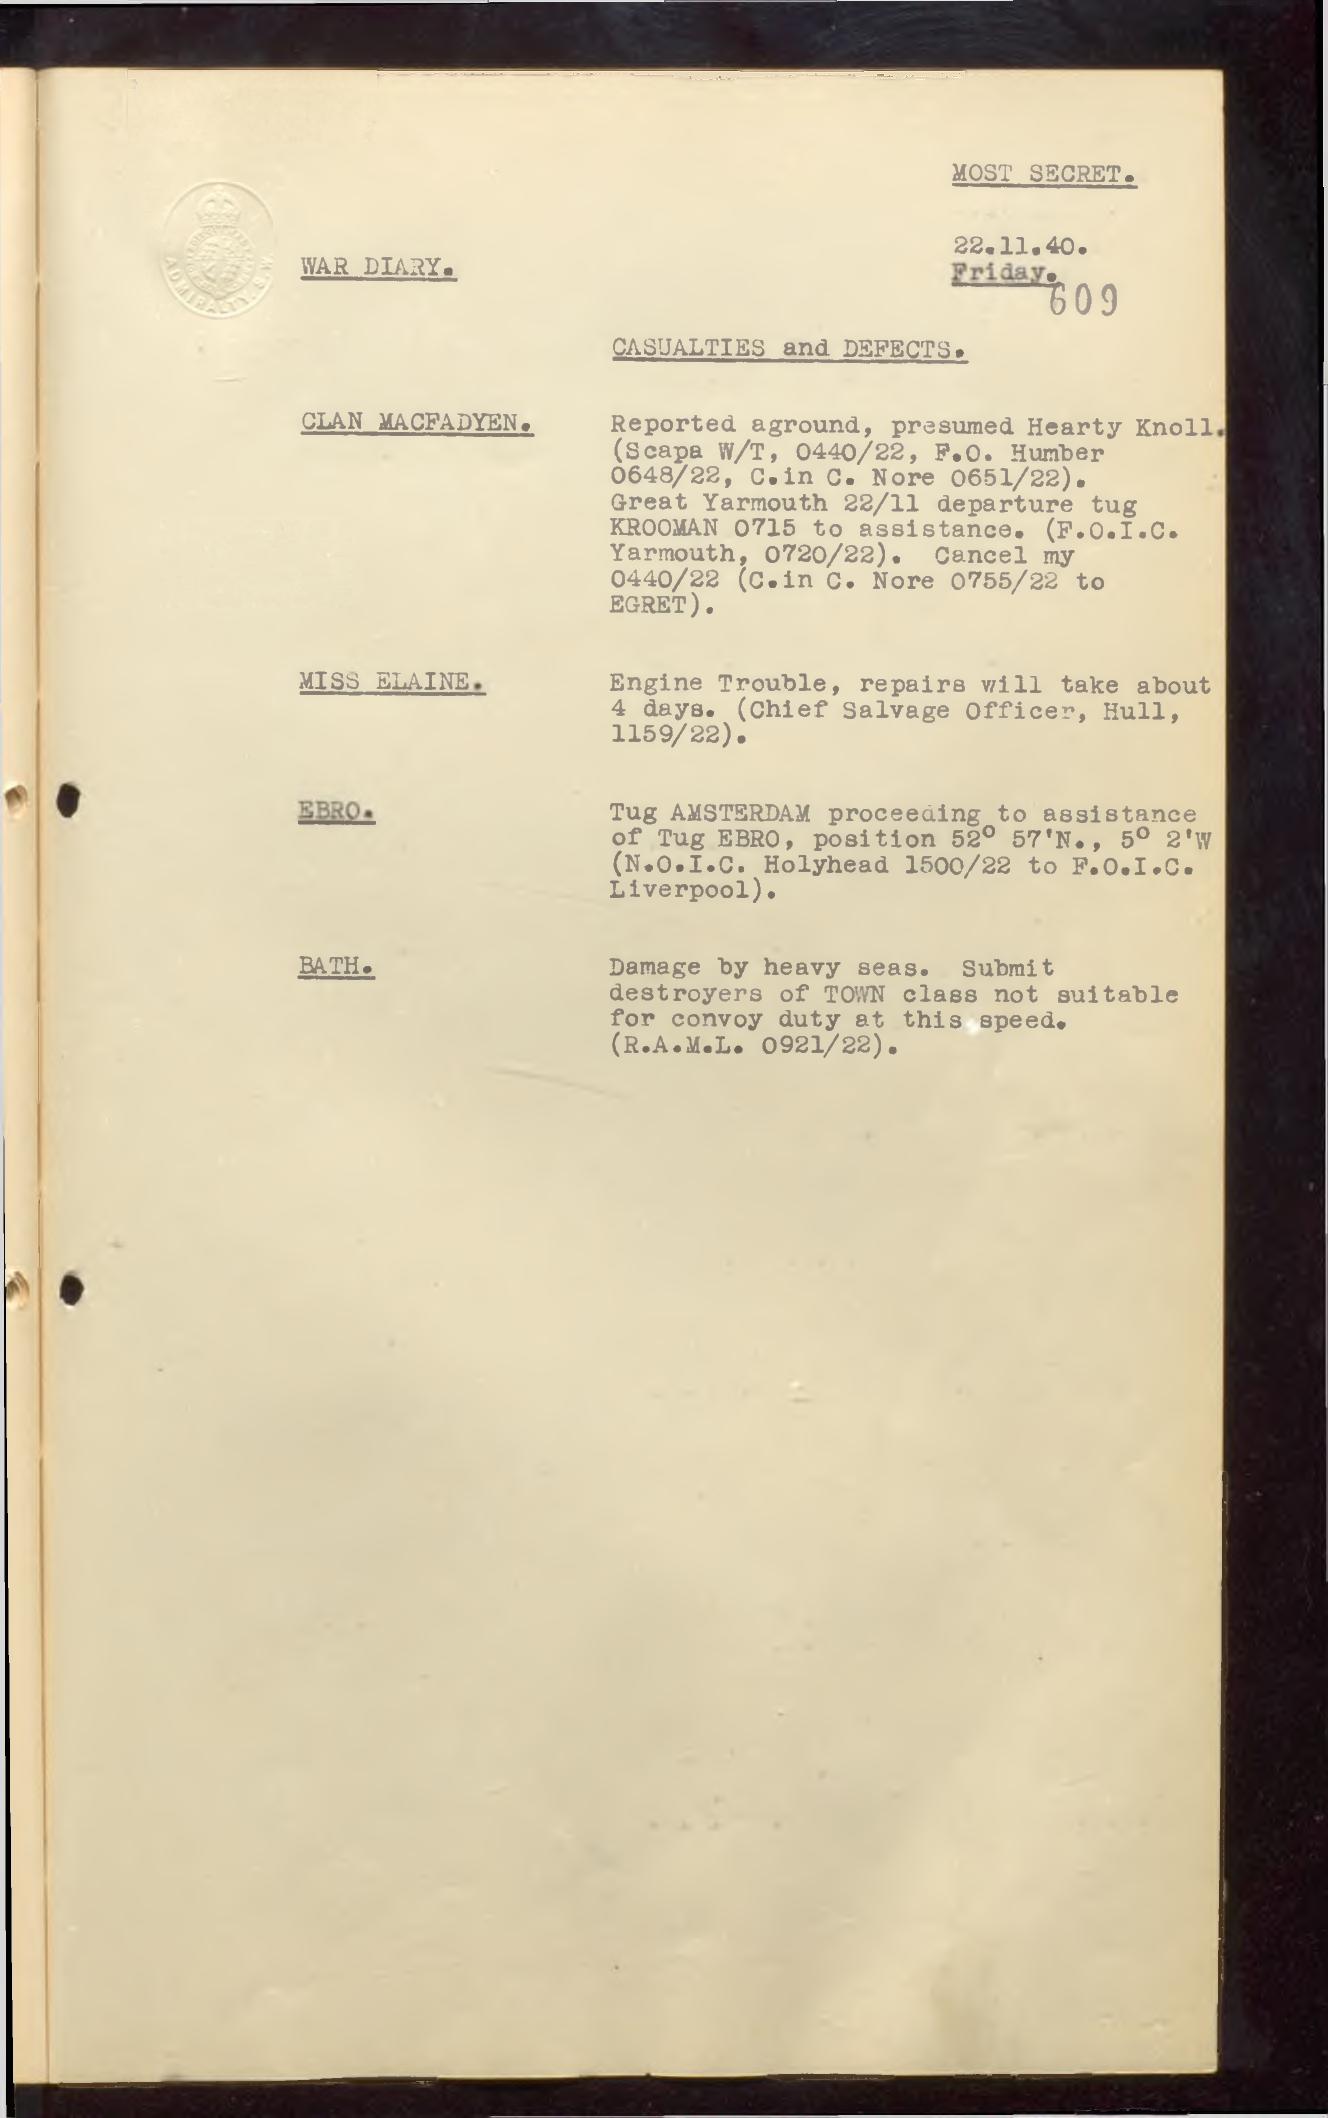 MOST SECRET.
ADMIRALTY. S.W.
22.11.40.
WAR DIARY.
Friday.
609
CASUALTIES and DEFECTS.
CLAN MACFADYEN.
Reported aground, presumed Hearty Knoll.
(Scapa W/T, 0440/22, F.O. Humber
0648/22, C.in C. Nore 0651/22).
Great Yarmouth 22/11 departure tug
KROOMAN 0715 to assistance. (F.O.I.C.
Yarmouth, 0720/22). Cancel my
0440/22 (C.in C. Nore 0755/22 to
EGRET).
MISS ELAINE.
Engine Trouble, repairs will take about
4 days. (Chief Salvage Officer, Hull,
1159/22).
EBRO.
Tug AMSTERDAM proceeding to assistance
of Tug EBRO, position 52° 57'N., 5° 2'W
(N.O.I.C. Holyhead 1500/22 to F.O.I.C.
Liverpool).
BATH.
Damage by heavy seas. Submit
destroyers of TOWN class not suitable
for convoy duty at this speed.
(R.A.M.L. 0921/22).